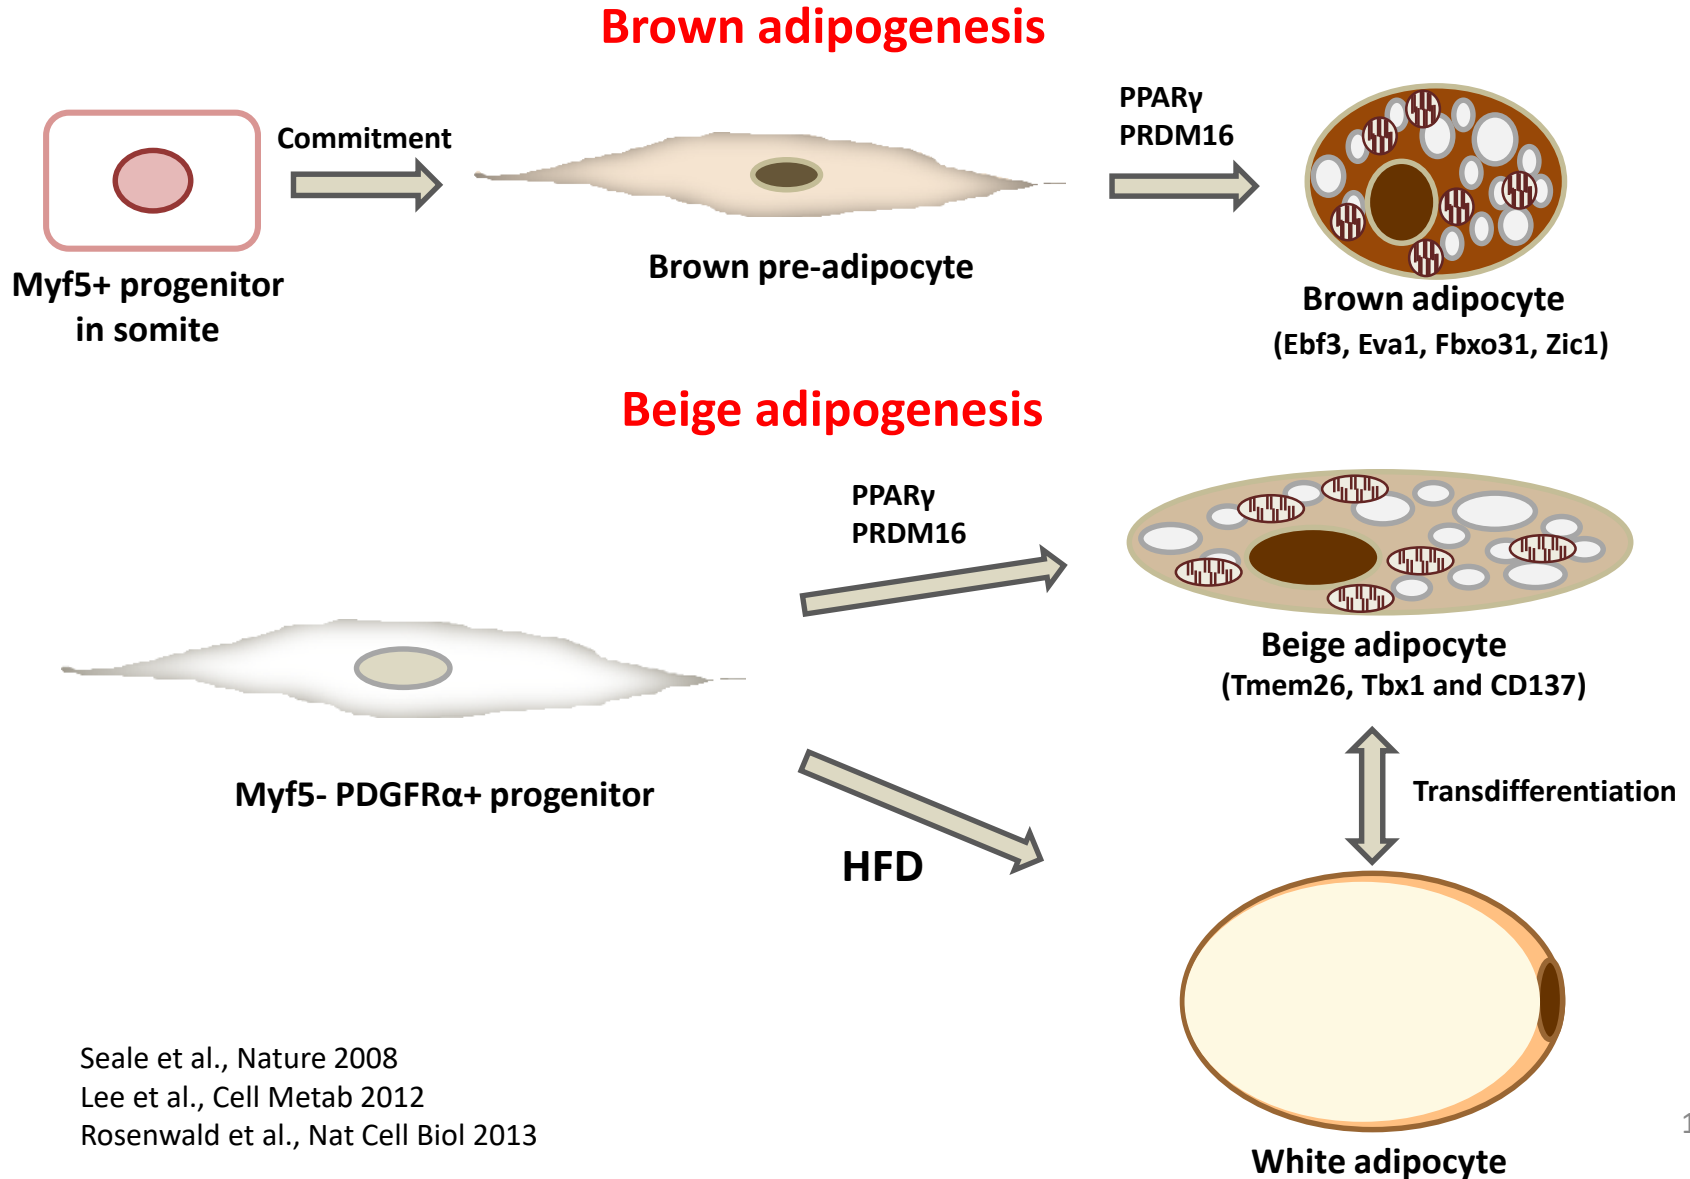 Brown adipogenesis
Commitment
PPARγ
PRDM16
Myf5+ progenitor
in somite
Brown pre-adipocyte
Brown adipocyte
(Ebf3, Eva1, Fbxo31, Zic1)
Beige adipogenesis
PPARγ
PRDM16
Beige adipocyte
(Tmem26, Tbx1 and CD137)
Myf5- PDGFRα+ progenitor
Transdifferentiation
HFD
White adipocyte
Seale et al., Nature 2008
Lee et al., Cell Metab 2012
Rosenwald et al., Nat Cell Biol 2013